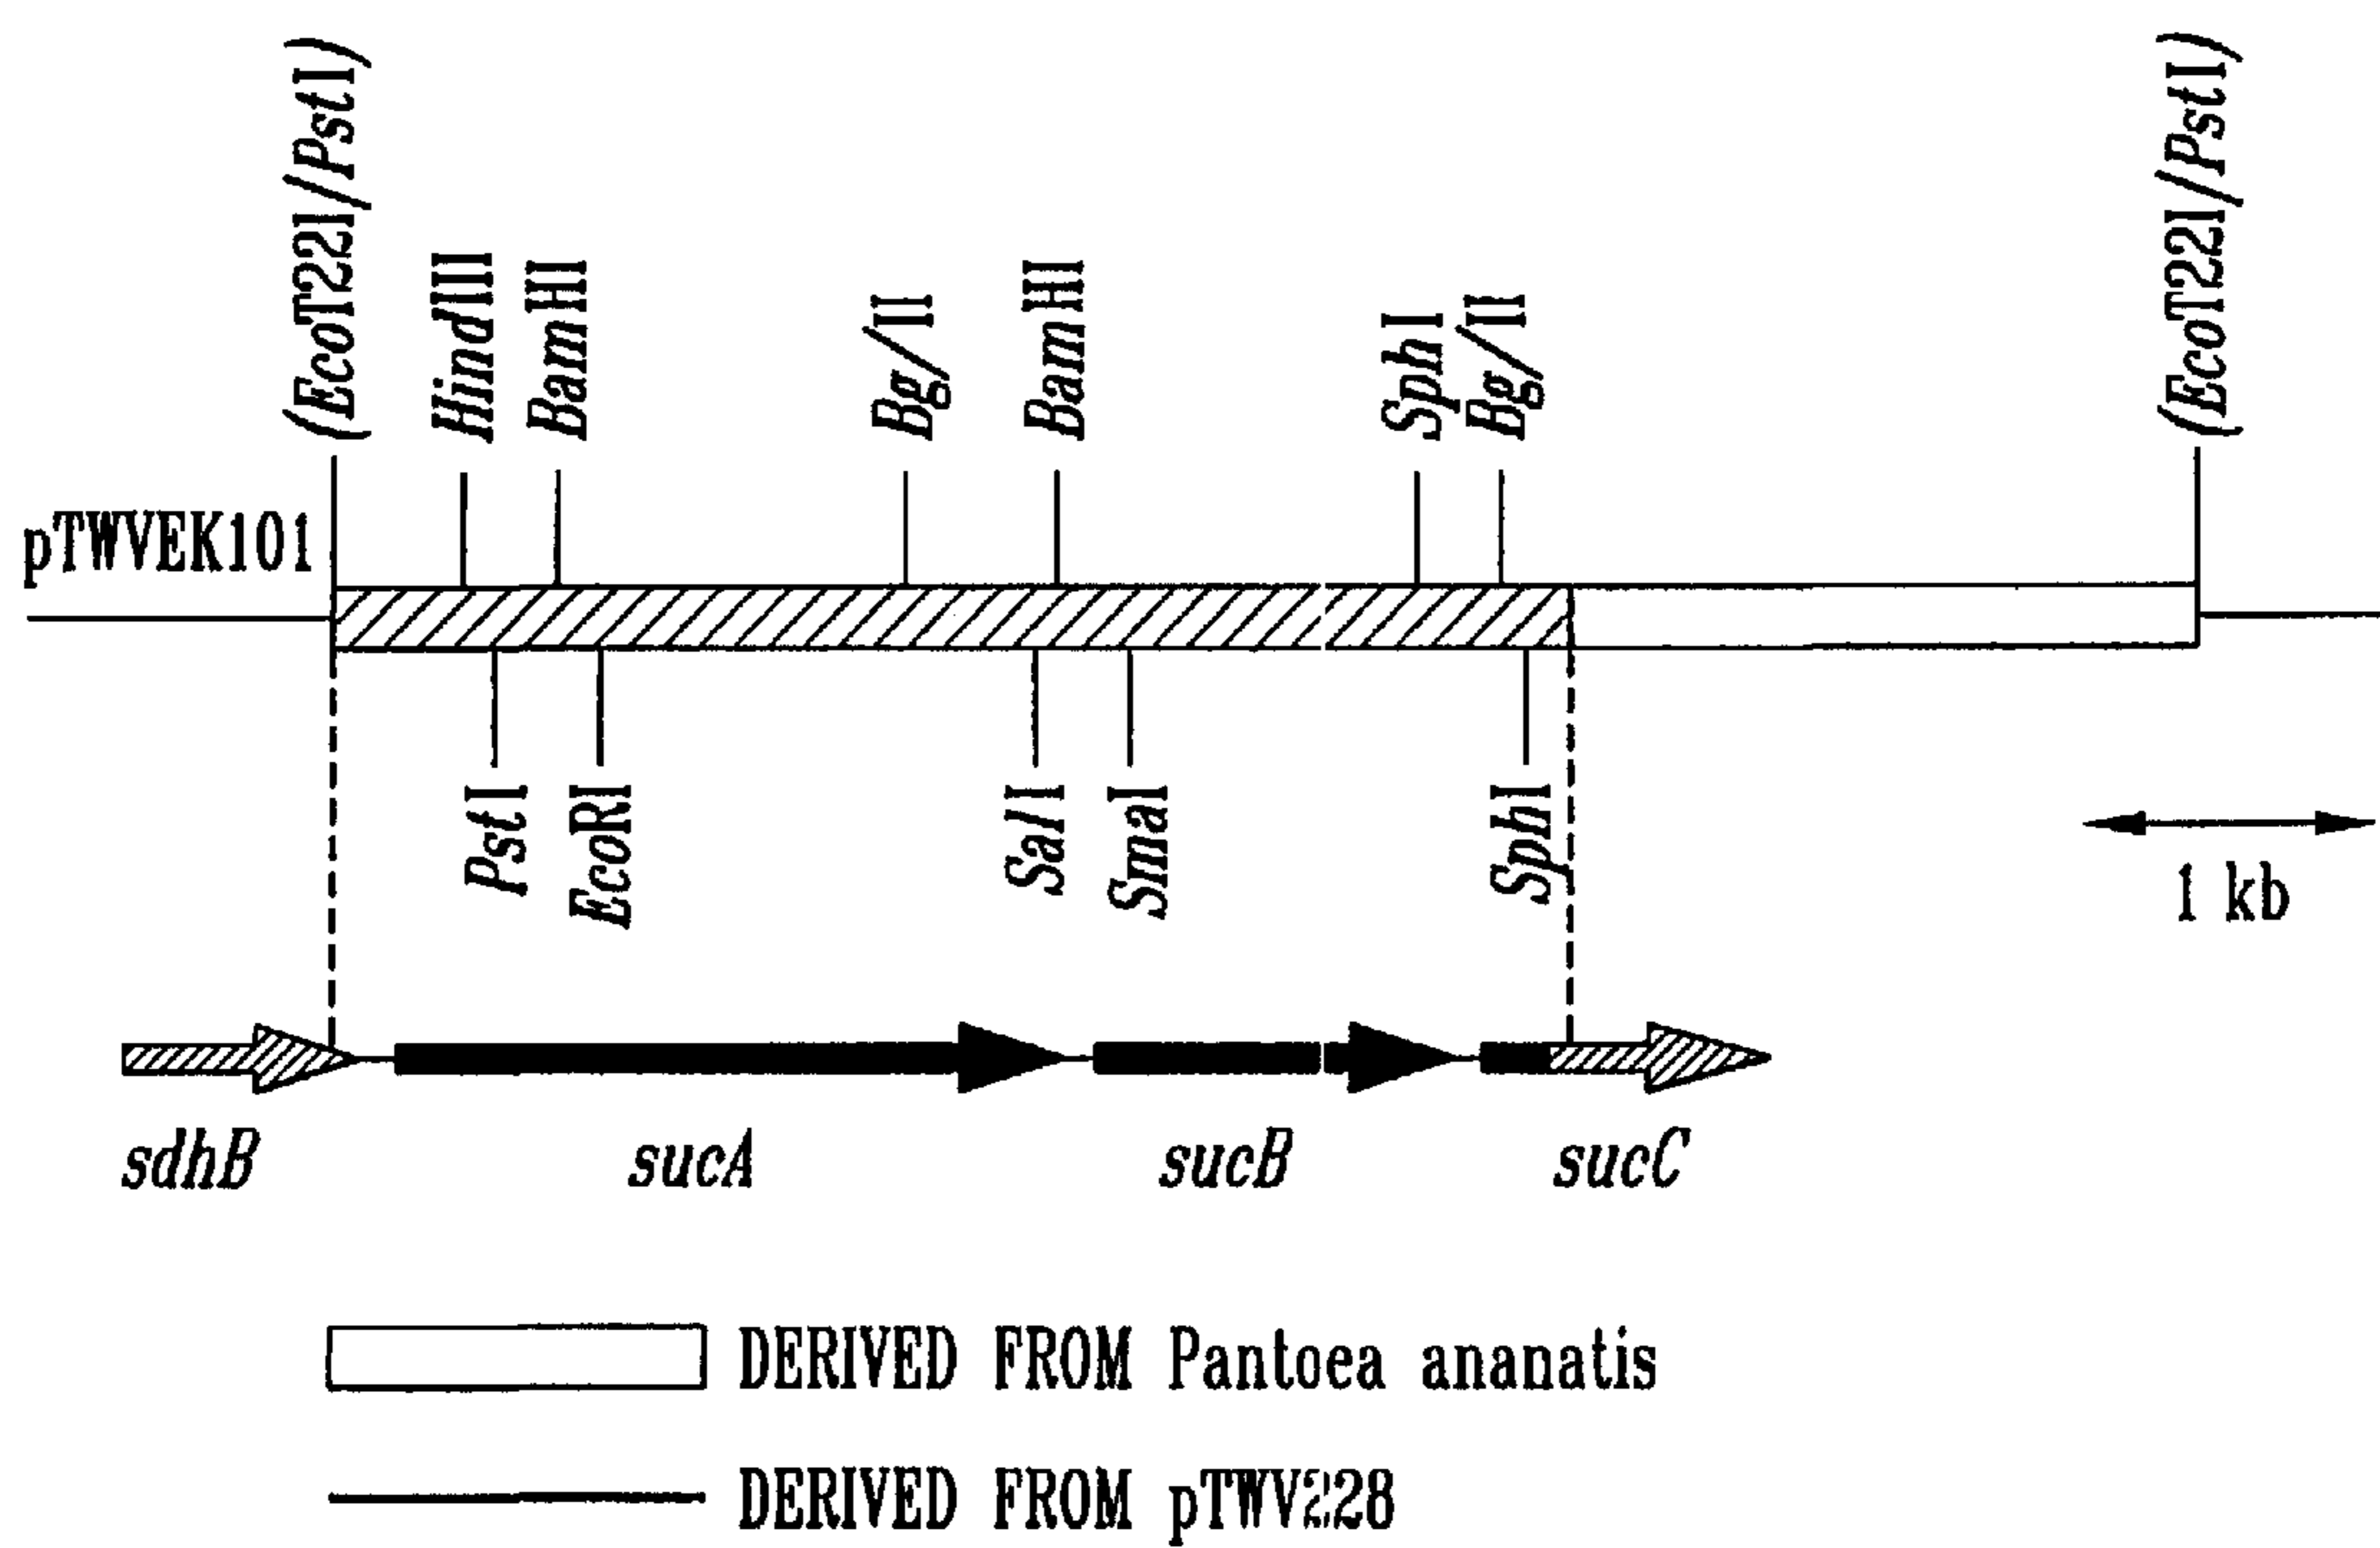 (EcoT22I/PstI)
HindIII
BamHI
BglII
BamHI
SphI
BglII
(EcoT22I/PstI)
pTWVEK101
PstI
EcoRI
SalI
SmaI
SphI
1 kb
sdhB
sucA
sucB
sucC
DERIVED FROM Pantoea ananatis
DERIVED FROM pTWV228